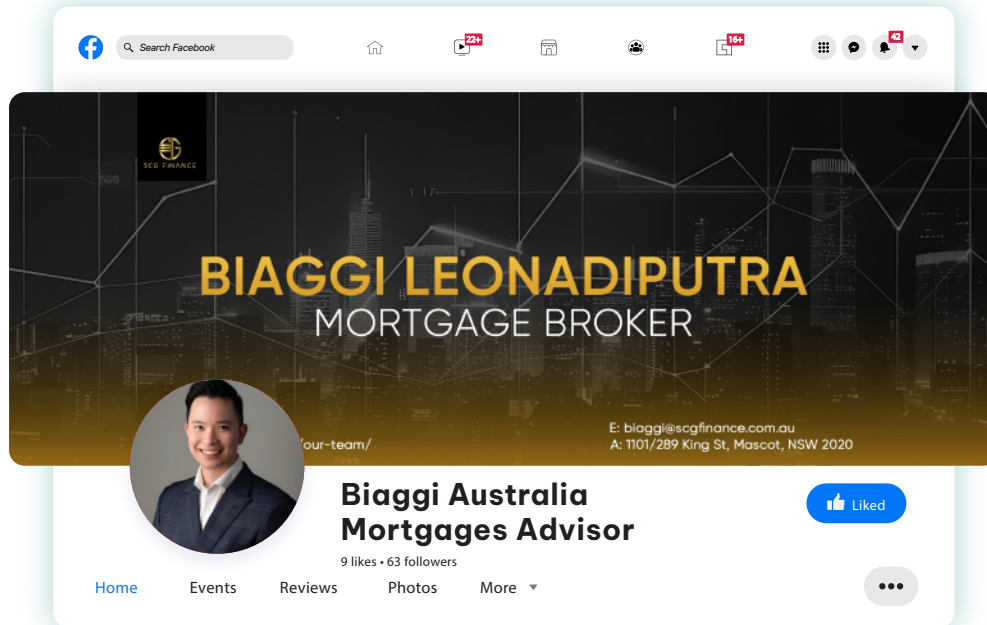 Search Facebook
22+
16+
42
SCG FINANCE
BIAGGI LEONADIPUTRA
MORTGAGE BROKER
/our-team/
E: biaggi@scgfinance.com.au
A: 1101/289 King St, Mascot, NSW 2020
Biaggi Australia
Mortgages Advisor
Liked
9 likes • 63 followers
Home Events Reviews Photos More